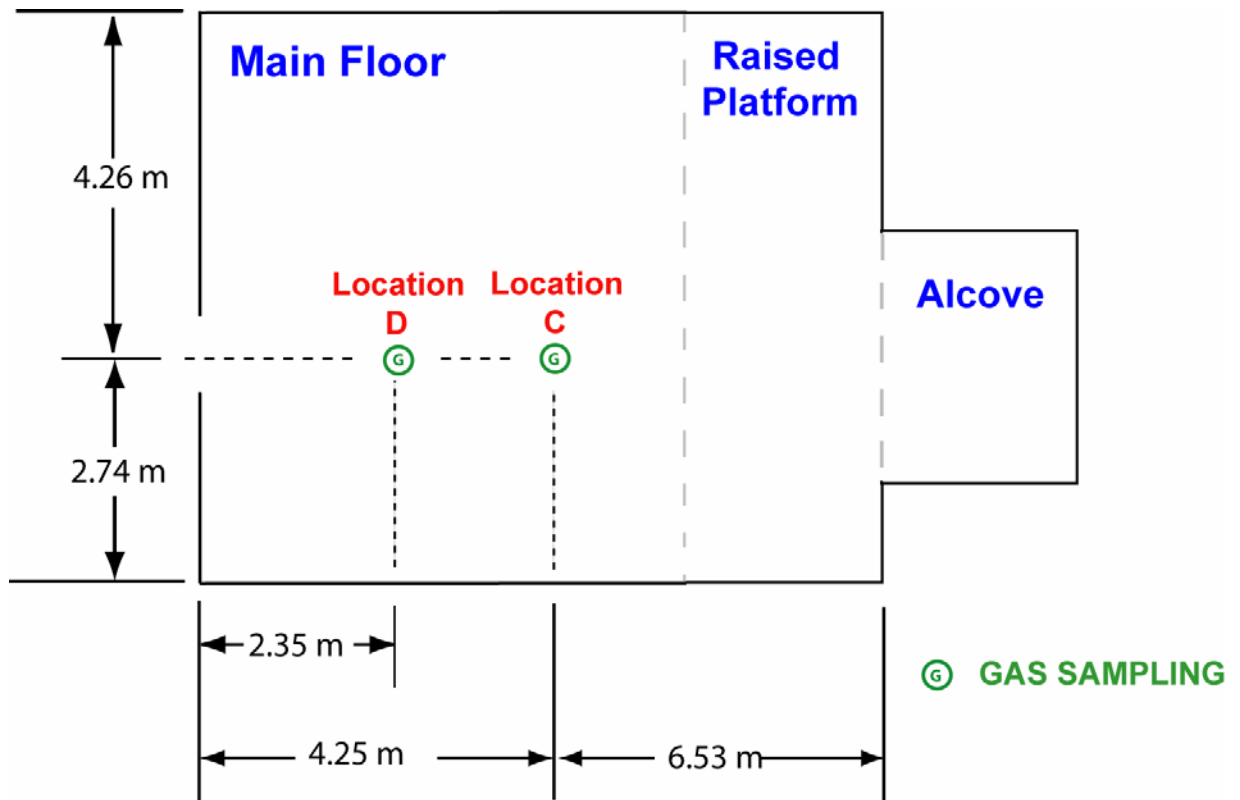 Main Floor
Raised
Platform
4.26 m
Location
D
Location
C
Alcove
G
G
2.74 m
2.35 m
G GAS SAMPLING
4.25 m
6.53 m